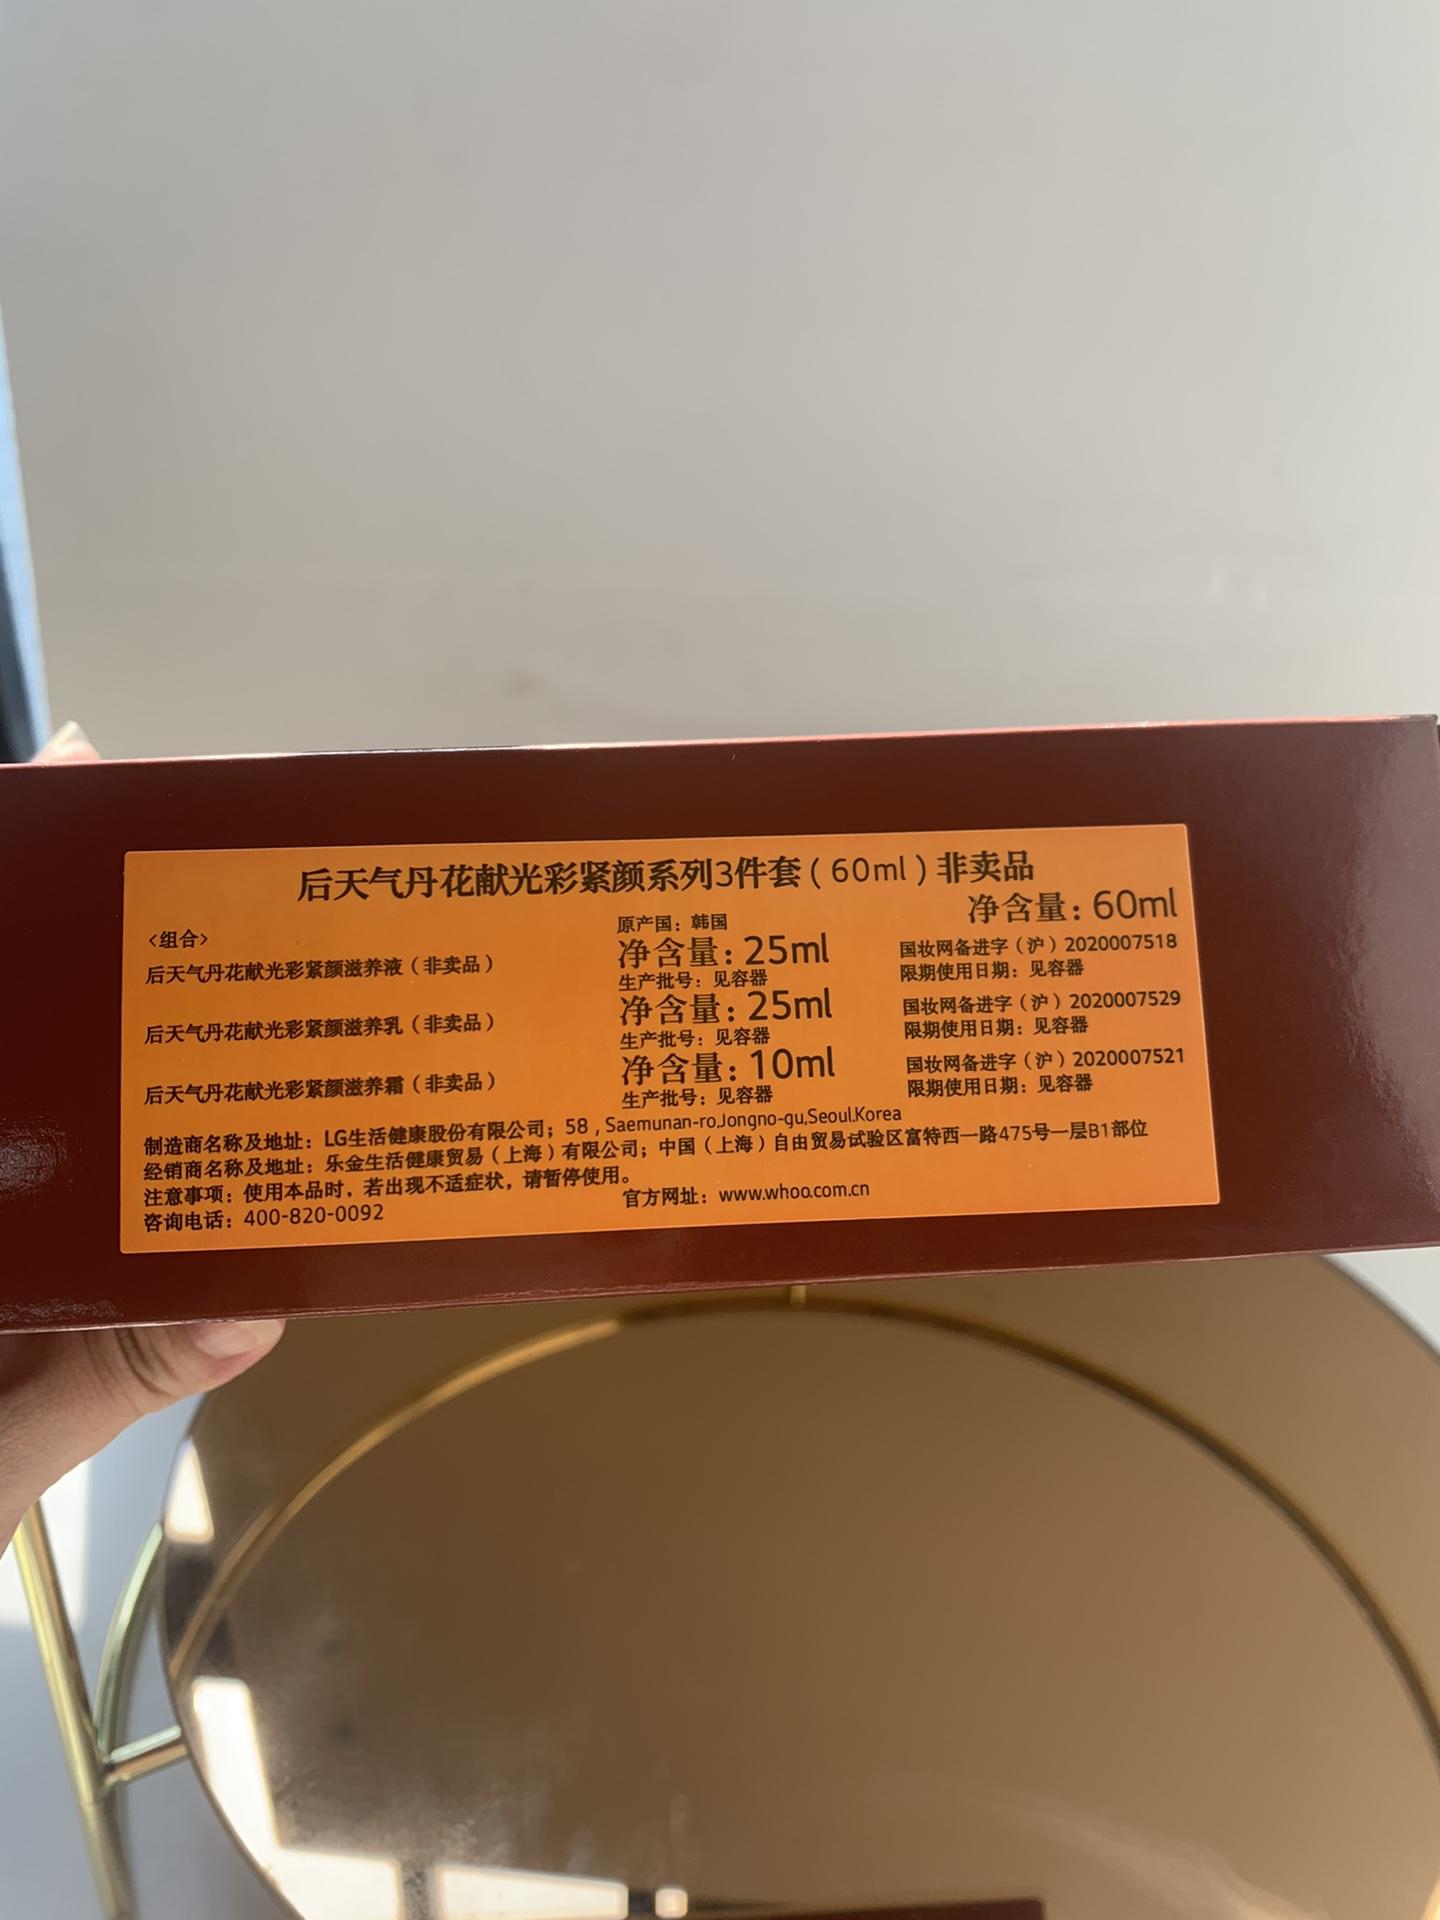 后天气丹花献光彩紧颜系列3件套（60ml）非卖品
净含量：60ml
<组合>
原产国：韩国
后天气丹花献光彩紧颜滋养液（非卖品）
净含量：25ml
生产批号：见容器
国妆网备进字（沪）2020007518
限期使用日期：见容器
后天气丹花献光彩紧颜滋养乳（非卖品）
净含量：25ml
生产批号：见容器
国妆网备进字（沪）2020007529
限期使用日期：见容器
后天气丹花献光彩紧颜滋养霜（非卖品）
净含量：10ml
生产批号：见容器
国妆网备进字（沪）2020007521
限期使用日期：见容器
制造商名称及地址：LG生活健康股份有限公司；58 , Saemunan-ro,Jongno-gu,Seoul,Korea
经销商名称及地址：乐金生活健康贸易（上海）有限公司；中国（上海）自由贸易试验区富特西一路475号一层B1部位
注意事项：使用本品时，若出现不适症状，请暂停使用。
咨询电话：400-820-0092
官方网址：www.whoo.com.cn